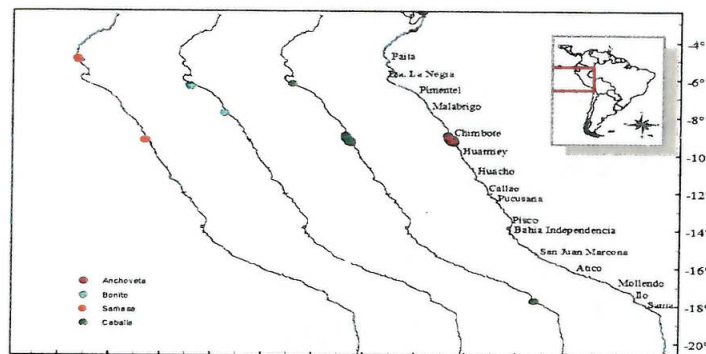 Paita
Pta. La Negra
Pimentel
Malabrigo
Chimbote
Huarmey
Huacho
Callao
Pucusana
Pisco
Bahia Independencia
San Juan Marcona
Atico
Mollendo
Ilo
Sama
-4°
-6°
-8°
-10°
-12°
-14°
-16°
-18°
-20°
Anchoveta
Bonito
Samasa
Caballa